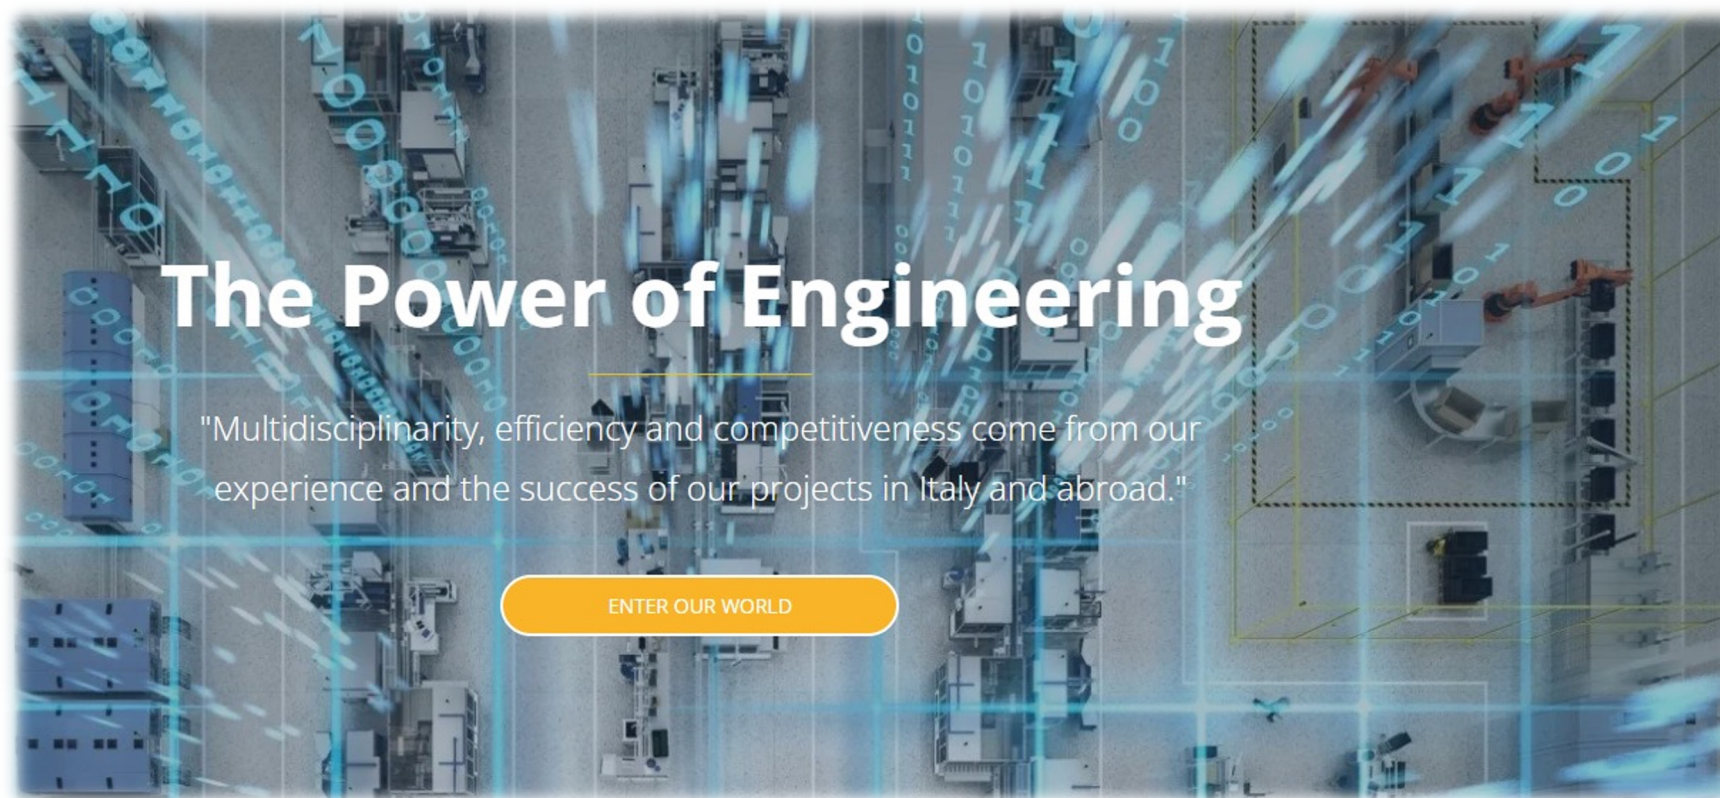 The Power of Engineering
"Multidisciplinarity, efficiency and competitiveness come from our
experience and the success of our projects in Italy and abroad."
ENTER OUR WORLD